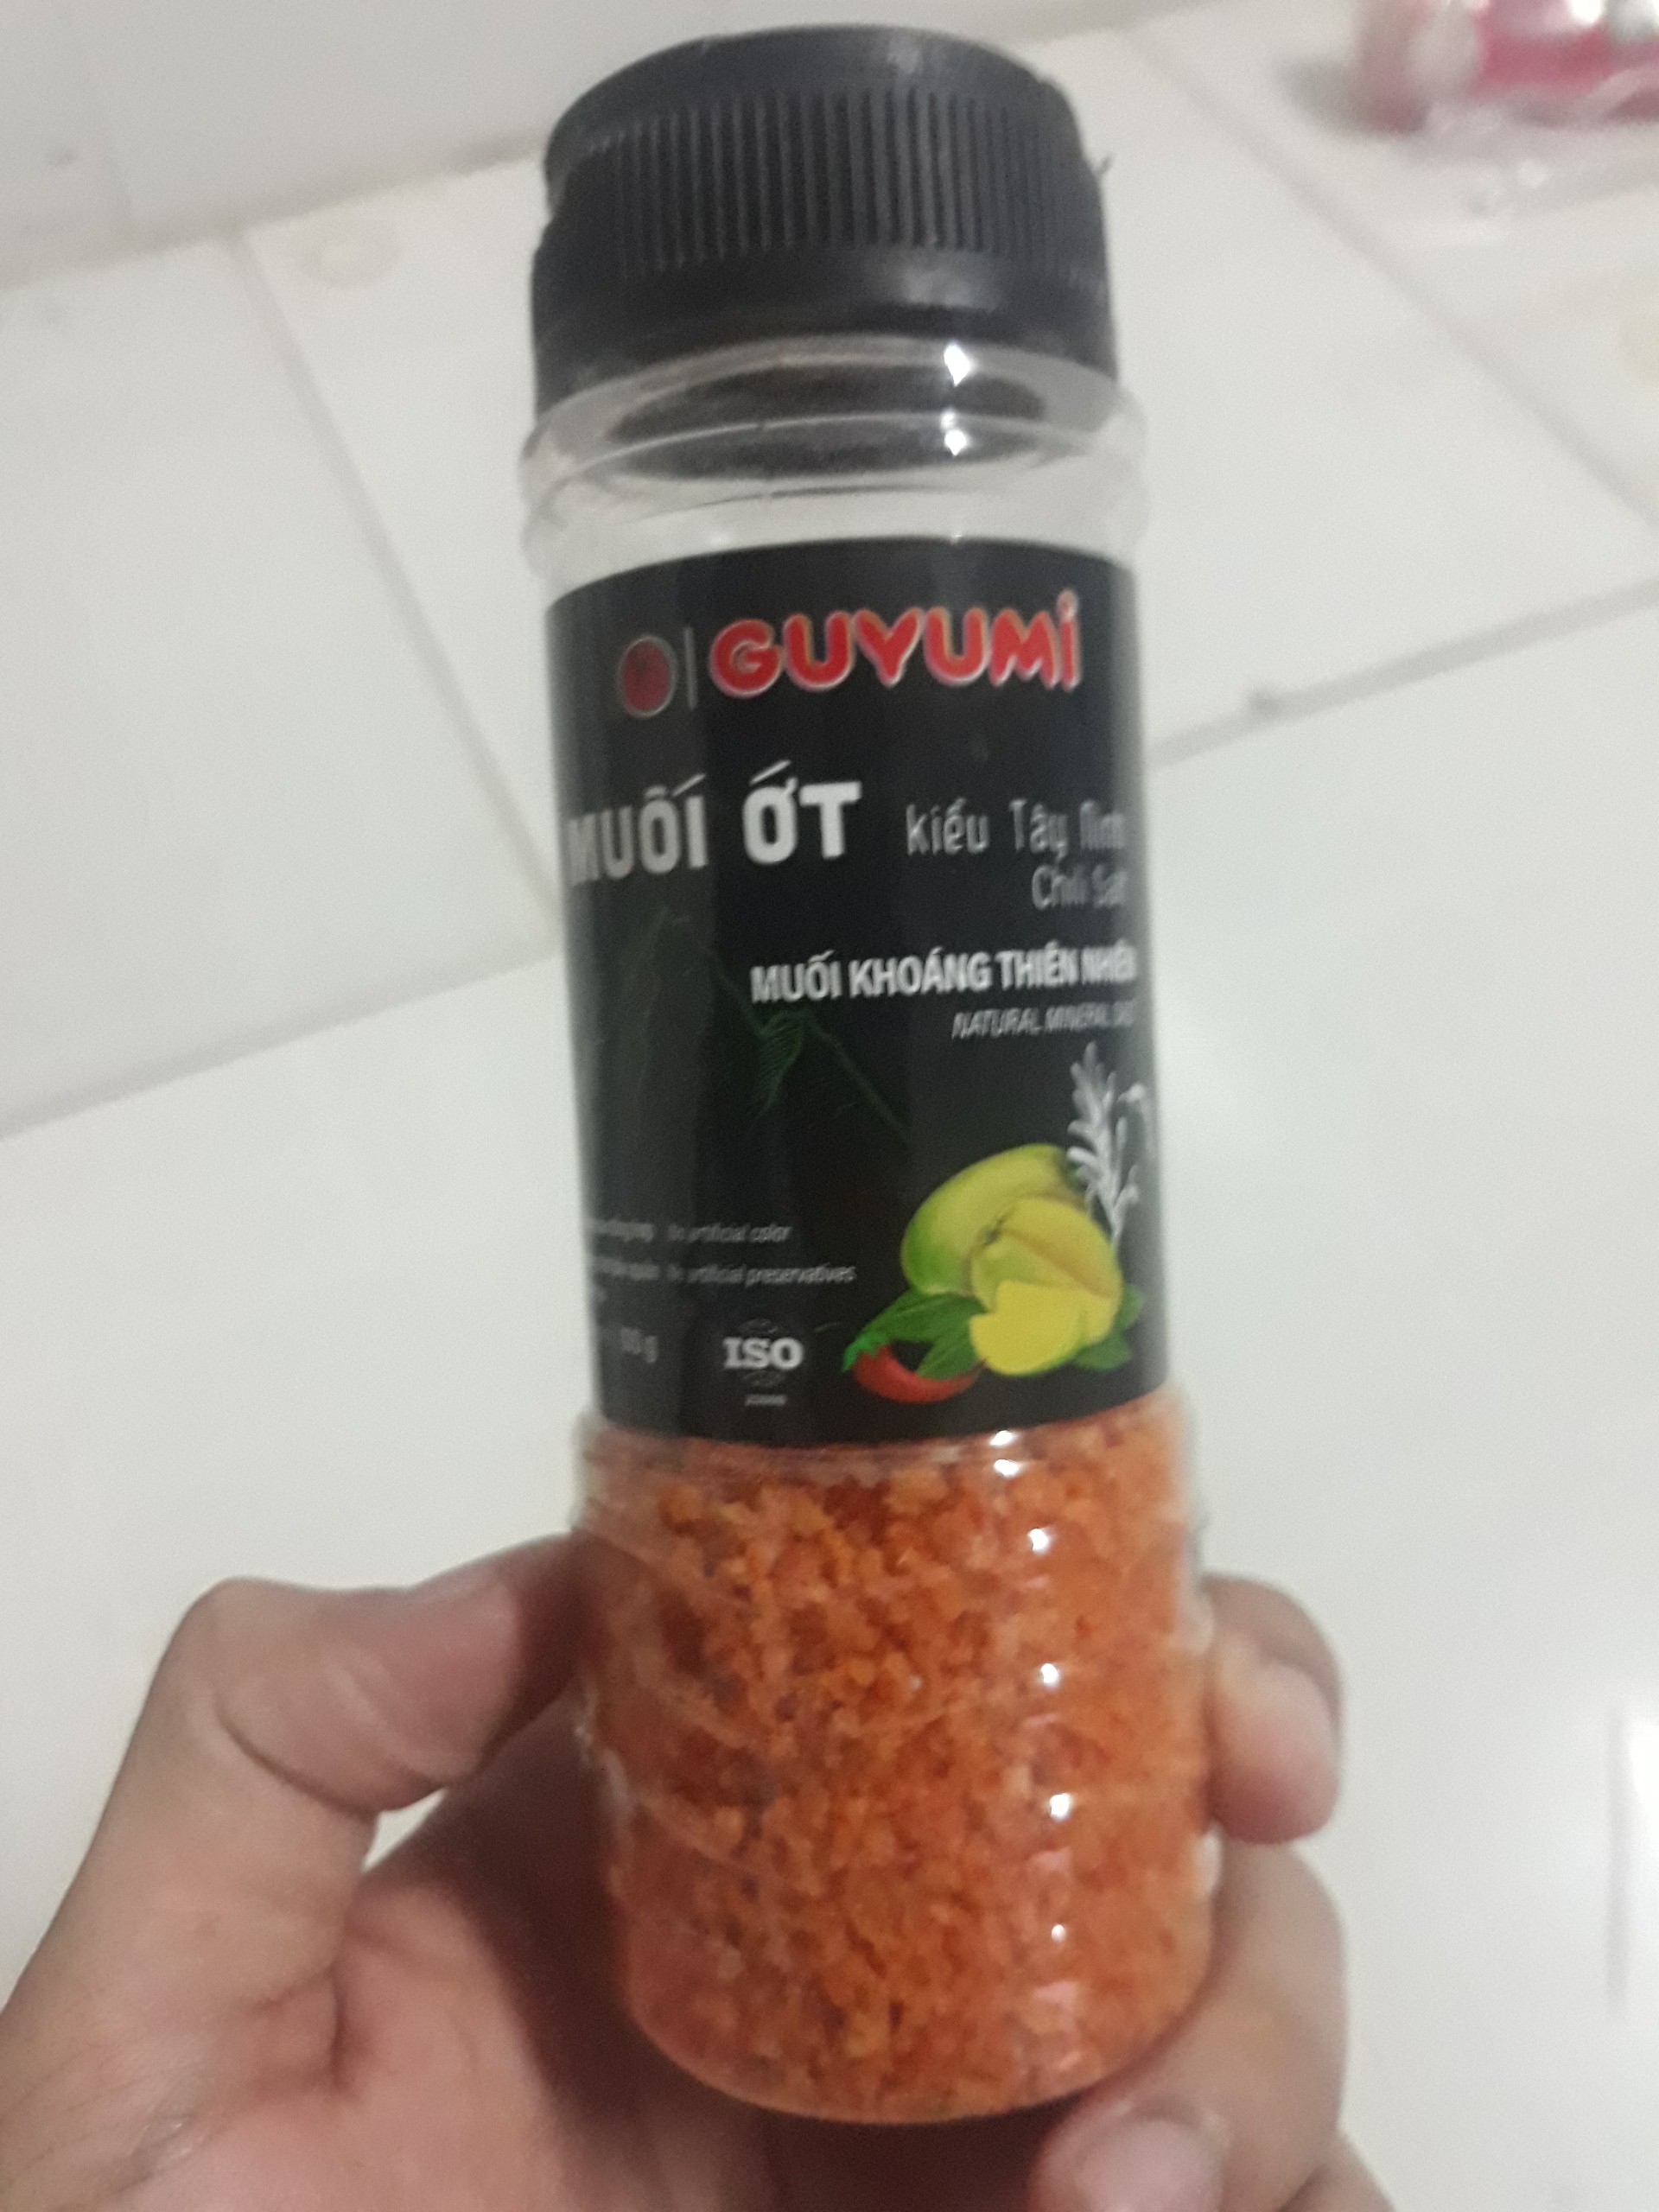 GUYUMI
MUỐI ỚT kiểu Tây Ninh
Chili Salt
MUỐI KHOÁNG THIÊN NHIÊN
NATURAL MINERAL SALT
No artificial color
No artificial preservatives
ISO